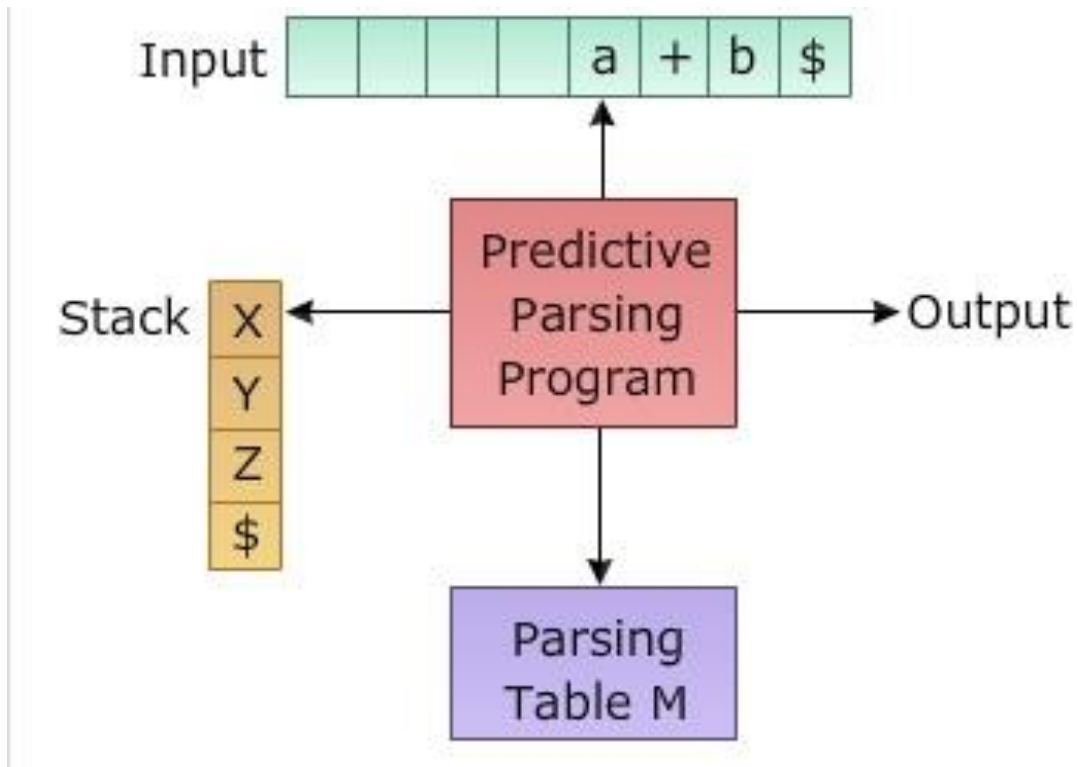 Input a + b $
Predictive
Parsing
Program
Stack X
Y
Z
$
Output
Parsing
Table M